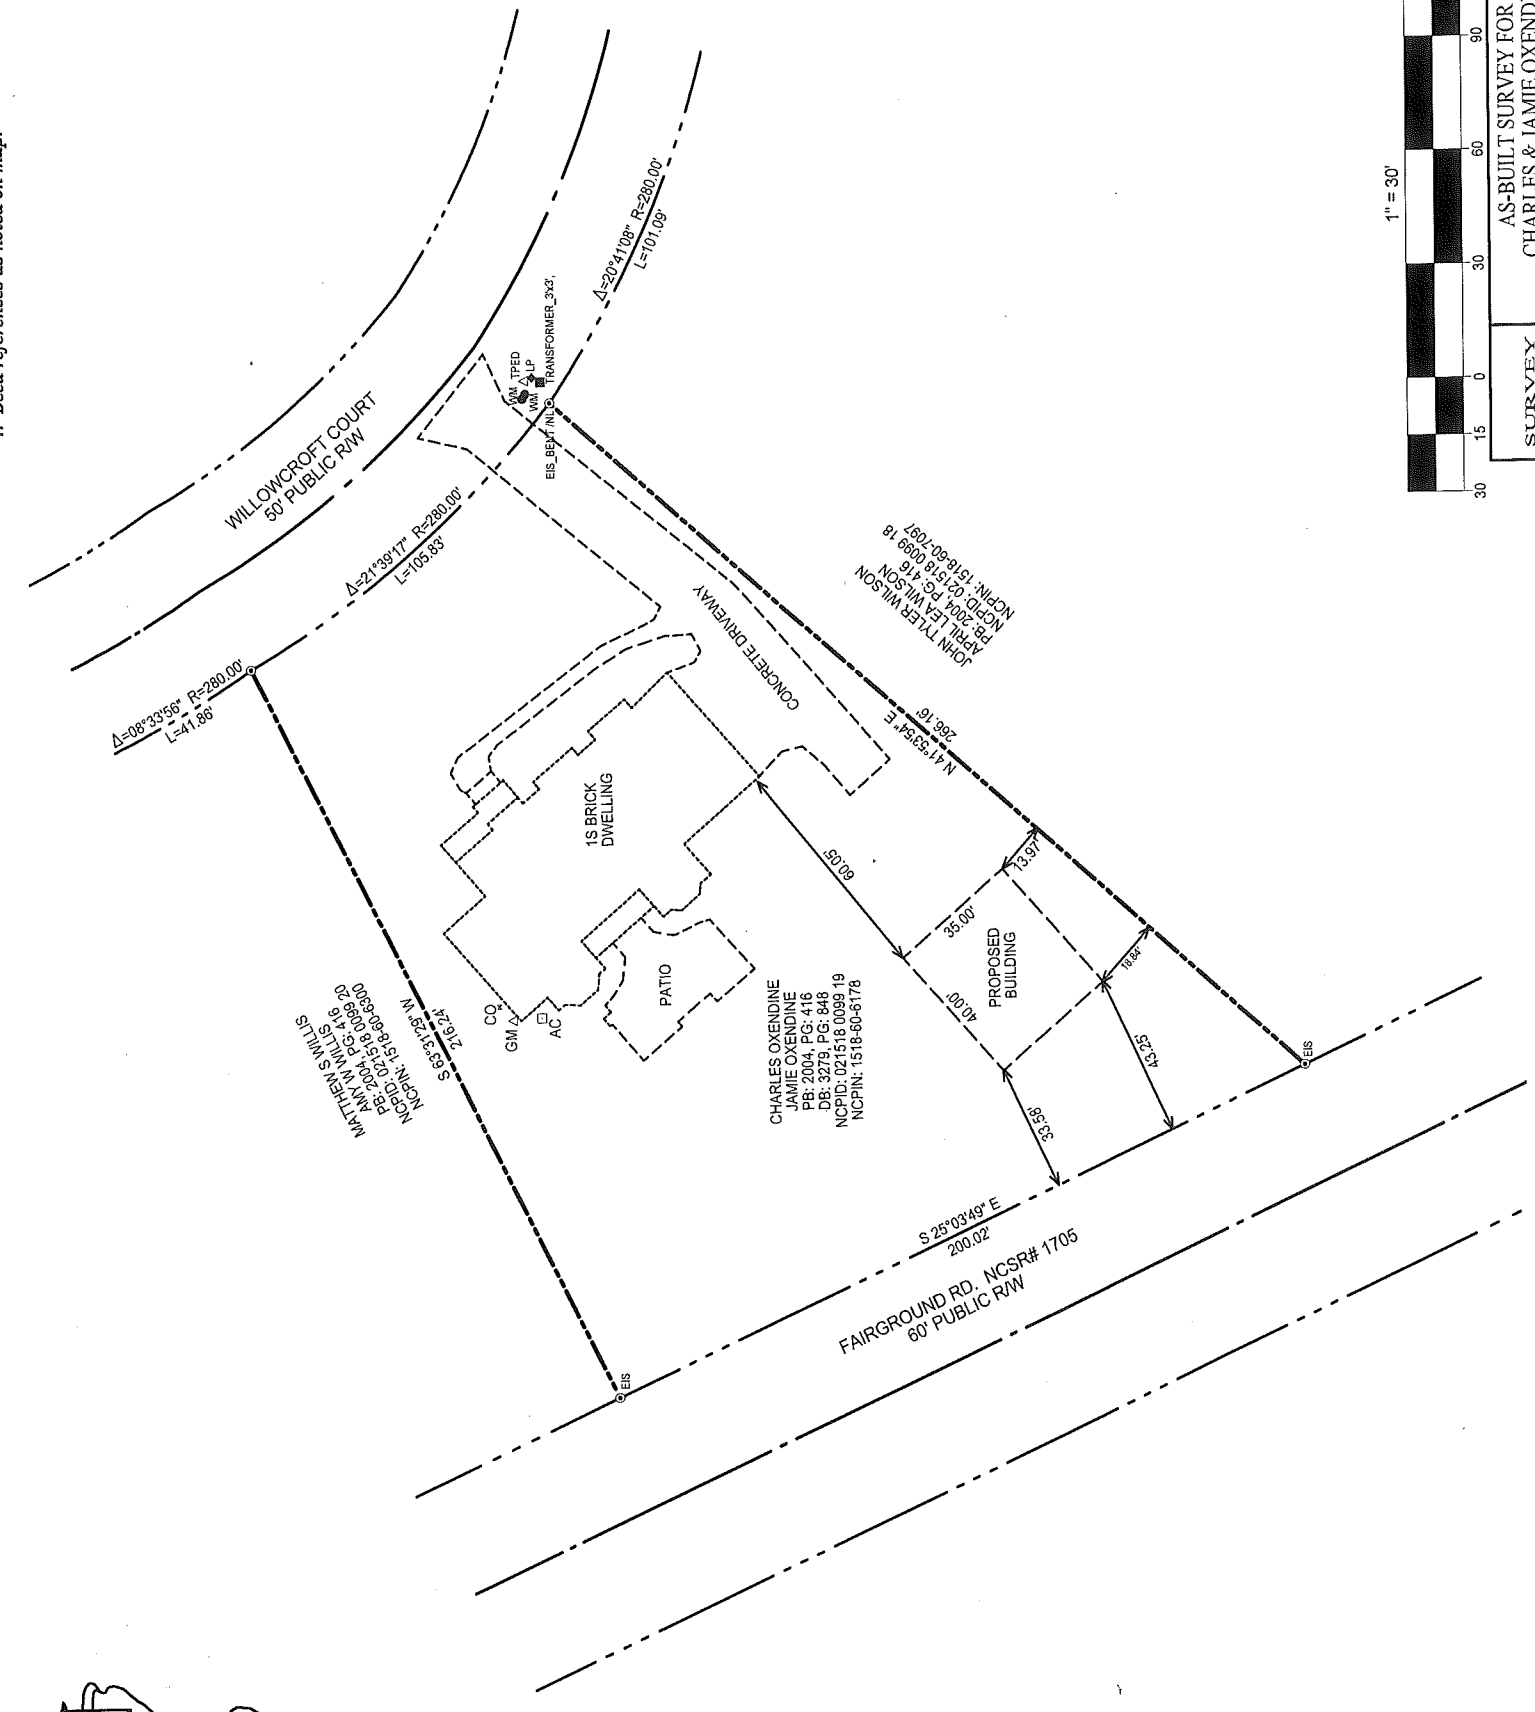 WILLOWCROFT COURT
50' PUBLIC R/W
Δ=20°41'08" R=280.00'
L=101.09'
WM TPED
LP
WM
TRANSFORMER_3'x3',
EIS_BENT /NL
Δ=21°39'17" R=280.00'
L=105.83'
Δ=08°33'56" R=280.00'
L=41.86'
CONCRETE DRIVEWAY
JOHN TYLER WILSON
APRIL LEA WILSON
PB: 2004, PG: 416
NCPID: 021518 0099 18
NCPIN: 1518-60-7097
N 41°53'54" E
266.16'
1S BRICK
DWELLING
PATIO
CO
GM
AC
MATTHEW S WILLIS
AMY W WILLIS
PB: 2004, PG: 416
NCPID: 021518 0099 20
NCPIN: 1518-60-6300
S 63°31'29" W
216.24'
CHARLES OXENDINE
JAMIE OXENDINE
PB: 2004, PG: 416
DB: 3279, PG: 848
NCPID: 021518 0099 19
NCPIN: 1518-60-6178
60.05'
35.00'
13.97'
PROPOSED
BUILDING
40.00'
18.84'
33.58'
43.25'
EIS
EIS
S 25°03'49" E
200.02'
FAIRGROUND RD. NCSR# 1705
60' PUBLIC R/W
1" = 30'
30 15 0 30 60 90
SURVEY
AS-BUILT SURVEY FOR
CHARLES & JAMIE OXENDI